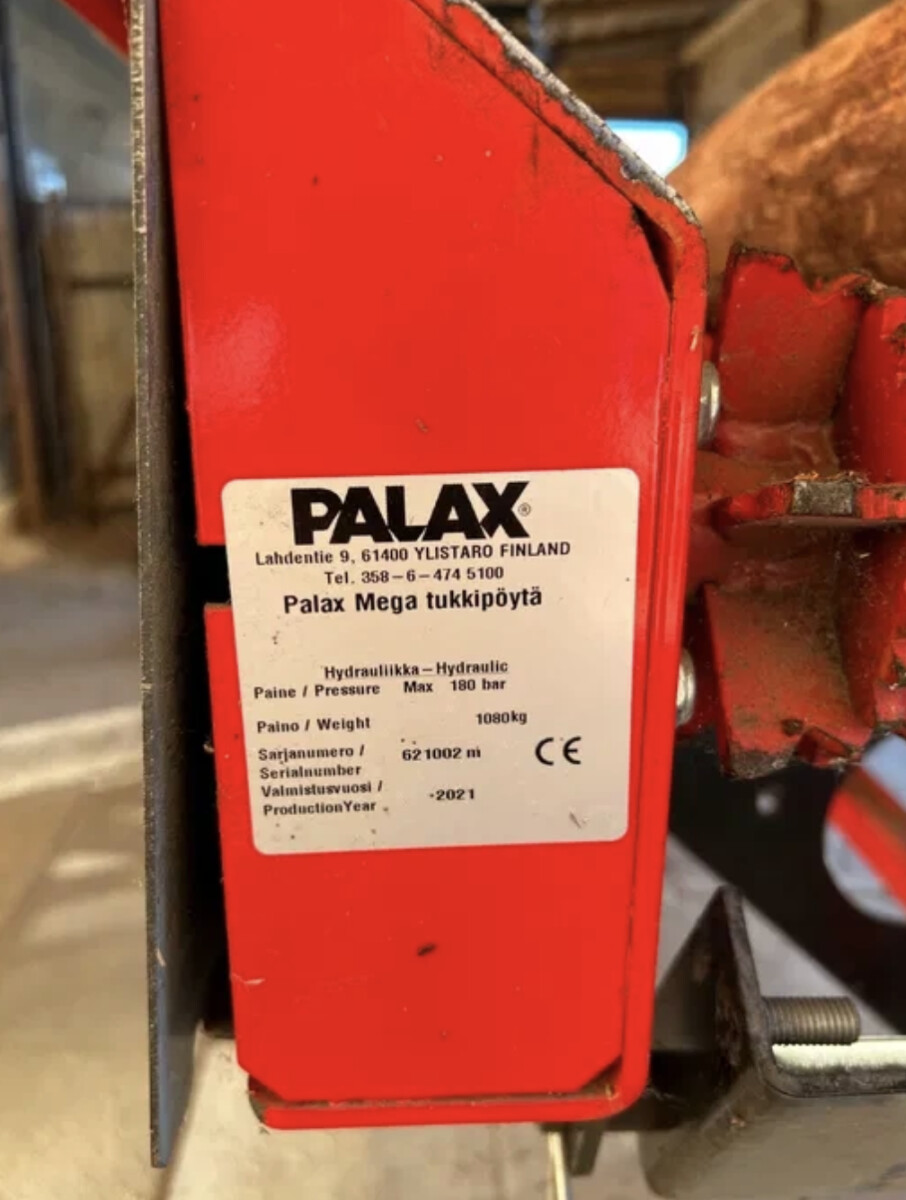 PALAX®
Lahdentie 9, 61400 YLISTARO FINLAND
Tel. 358-6-474 5100
Palax Mega tukkipöytä
Hydrauliikka-Hydraulic
Paine / Pressure Max 180 bar
Paino / Weight 1080kg
Sarjanumero / 621002 m
Serialnumber
CE
Valmistusvuosi / -2021
ProductionYear